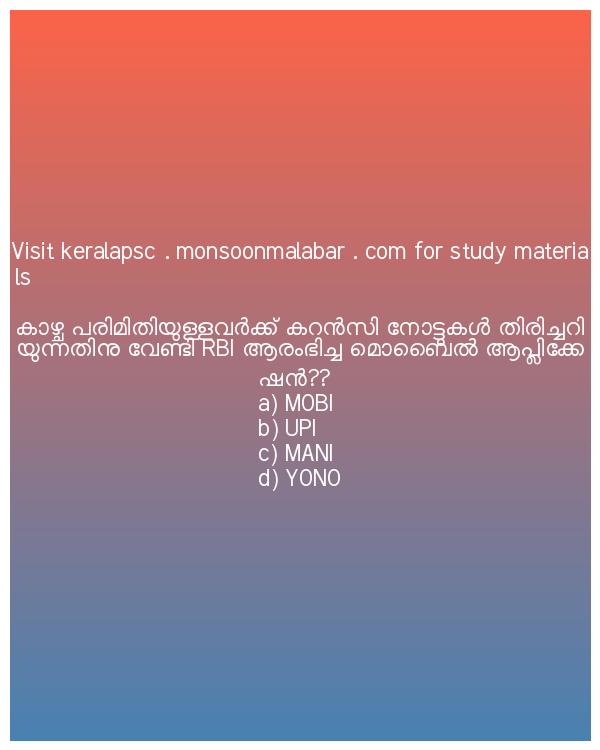 Visit keralapsc . monsoonmalabar . com for study materia
ls
കാഴ്ച പരിമിതിയുള്ളവർക്ക് കറൻസി നോട്ടുകൾ തിരിച്ചറി
യുന്നതിനു വേണ്ടി RBI ആരംഭിച്ച മൊബൈൽ ആപ്ലിക്കേ
ഷൻ??
a) MOBI
b) UPI
c) MANI
d) YONO